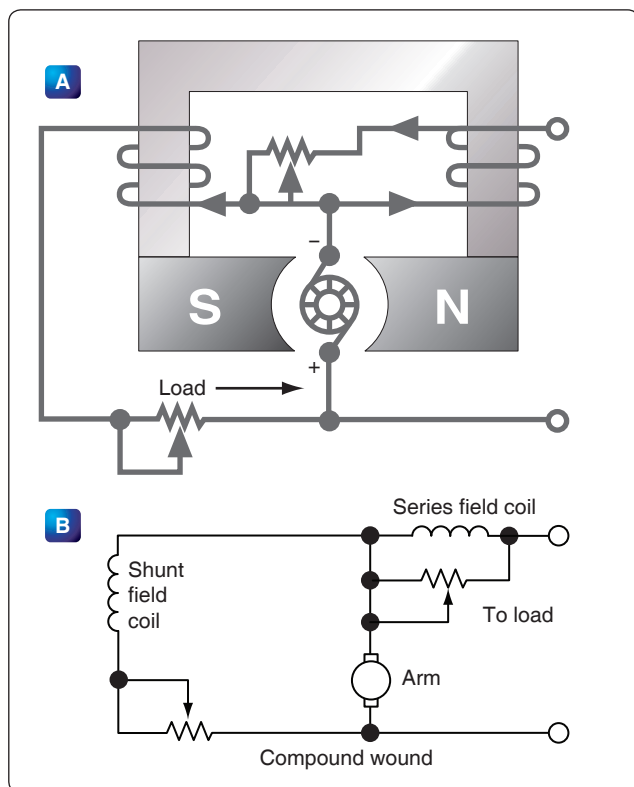 A
−
S
N
+
Load
B
Series field coil
Shunt
field
coil
To load
Arm
Compound wound